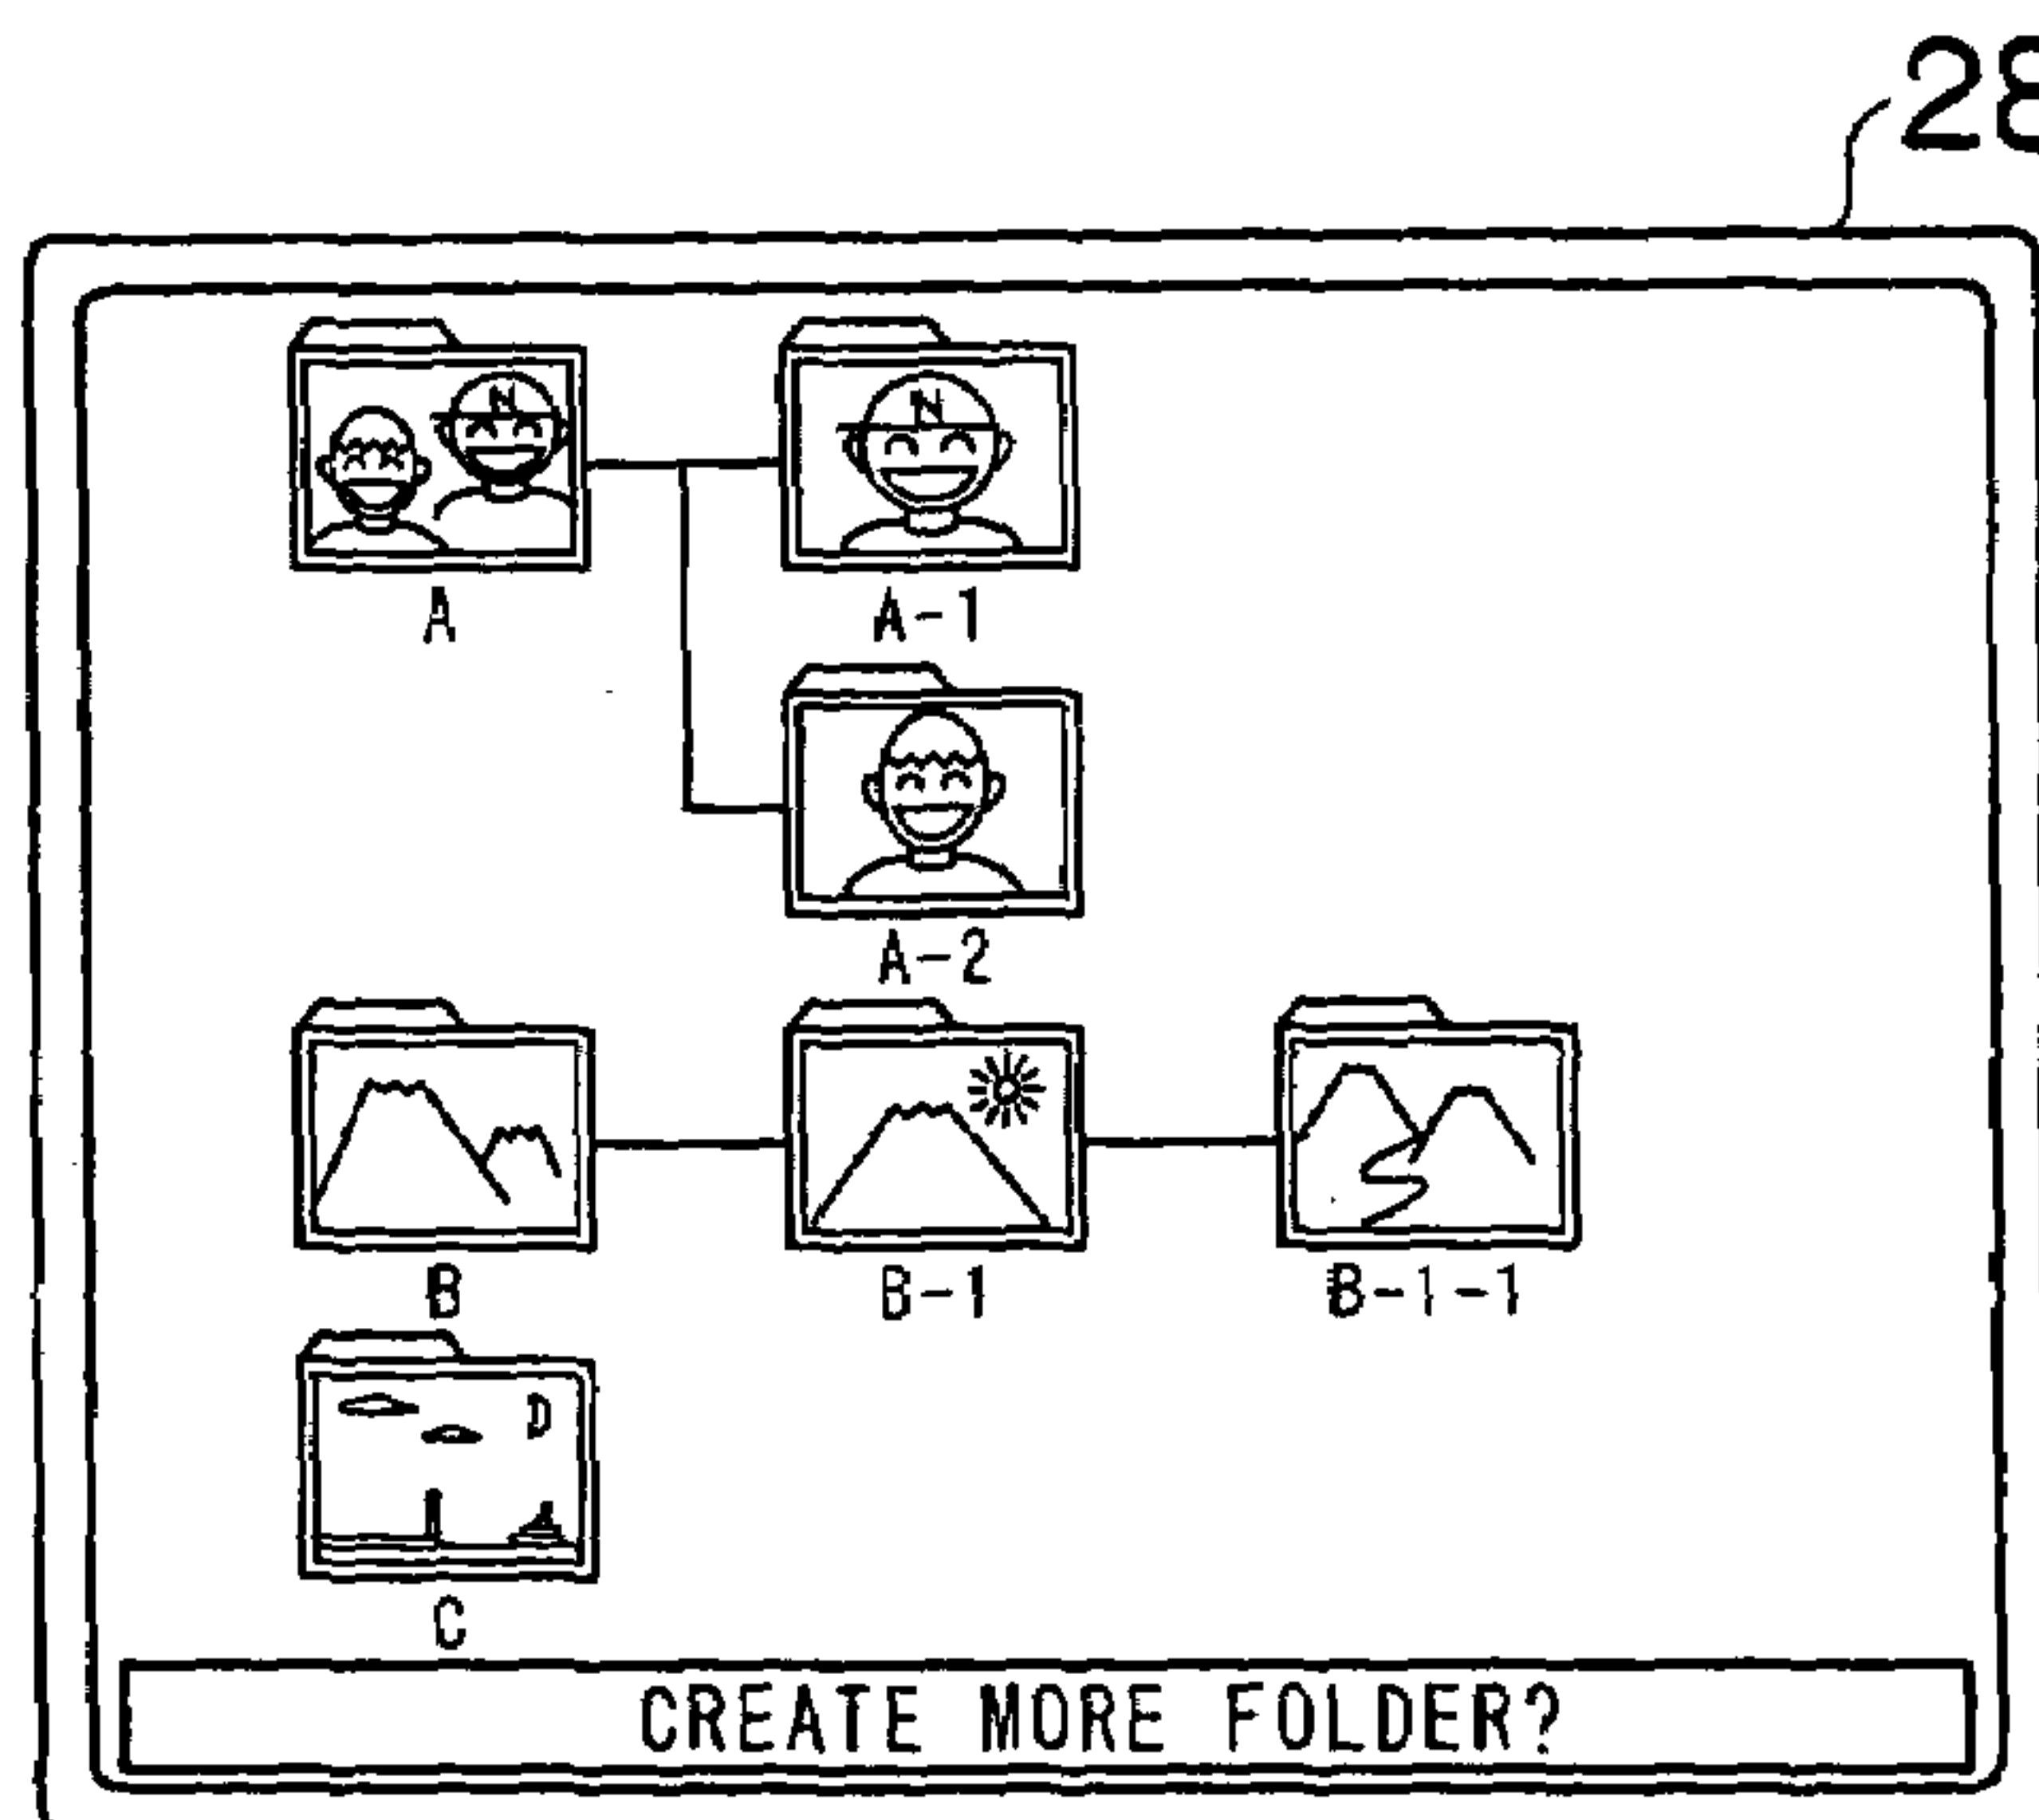 28
N N
A A-1
A-2
B B-1 B-1-1
C
CREATE MORE FOLDER?